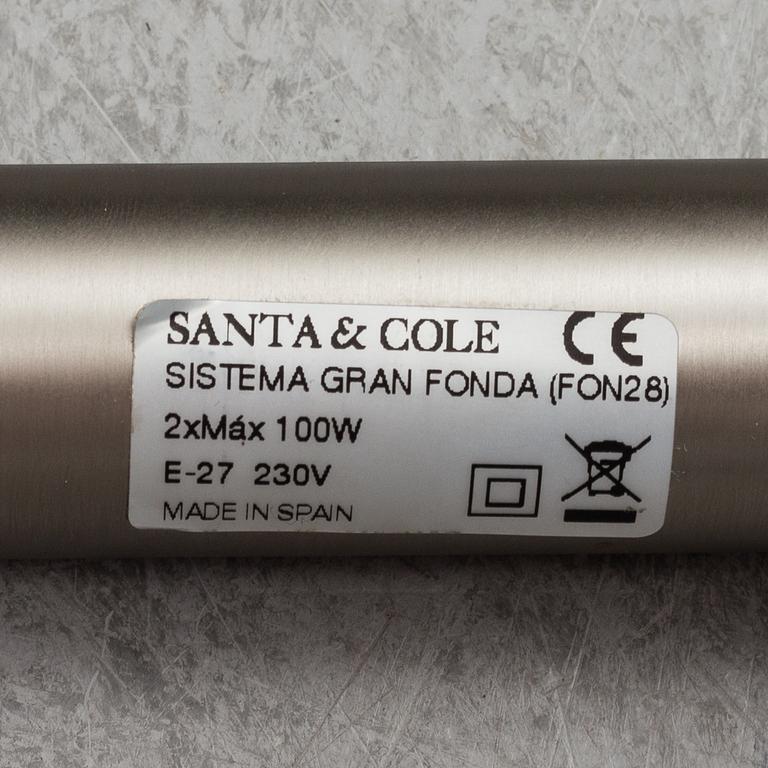 SANTA & COLE CE
SISTEMA GRAN FONDA (FON28)
2xMáx 100W
E-27 230V
MADE IN SPAIN